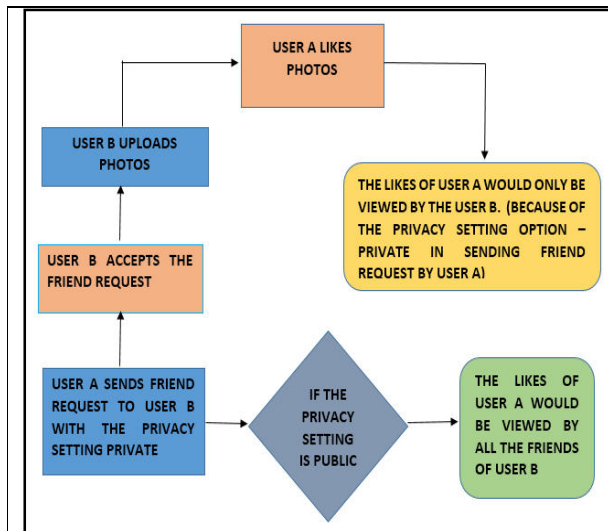 USER A LIKES
PHOTOS
USER B UPLOADS
PHOTOS
THE LIKES OF USER A WOULD ONLY BE
VIEWED BY THE USER B. (BECAUSE OF
THE PRIVACY SETTING OPTION –
PRIVATE IN SENDING FRIEND
REQUEST BY USER A)
USER B ACCEPTS THE
FRIEND REQUEST
USER A SENDS FRIEND
REQUEST TO USER B
WITH THE PRIVACY
SETTING PRIVATE
IF THE
PRIVACY
SETTING
IS PUBLIC
THE LIKES OF
USER A WOULD
BE VIEWED BY
ALL THE FRIENDS
OF USER B